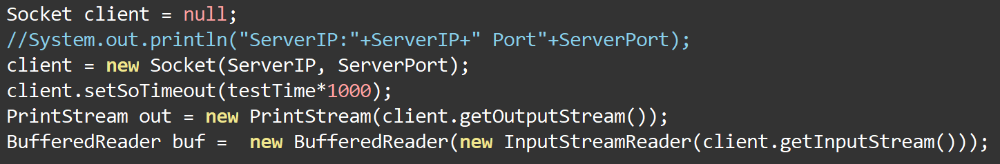 Socket client = null;
//System.out.println("ServerIP:"+ServerIP+" Port"+ServerPort);
client = new Socket(ServerIP, ServerPort);
client.setSoTimeout(testTime*1000);
PrintStream out = new PrintStream(client.getOutputStream());
BufferedReader buf =  new BufferedReader(new InputStreamReader(client.getInputStream()));